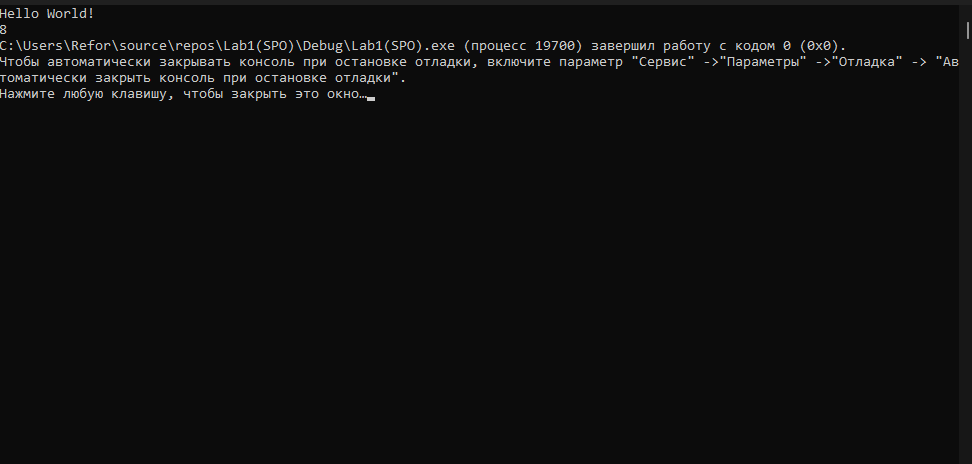 Hello World!
8
C:\Users\Refor\source\repos\Lab1(SPO)\Debug\Lab1(SPO).exe (процесс 19700) завершил работу с кодом 0 (0x0).
Чтобы автоматически закрывать консоль при остановке отладки, включите параметр "Сервис" ->"Параметры" ->"Отладка" -> "Ав
томатически закрыть консоль при остановке отладки".
Нажмите любую клавишу, чтобы закрыть это окно…